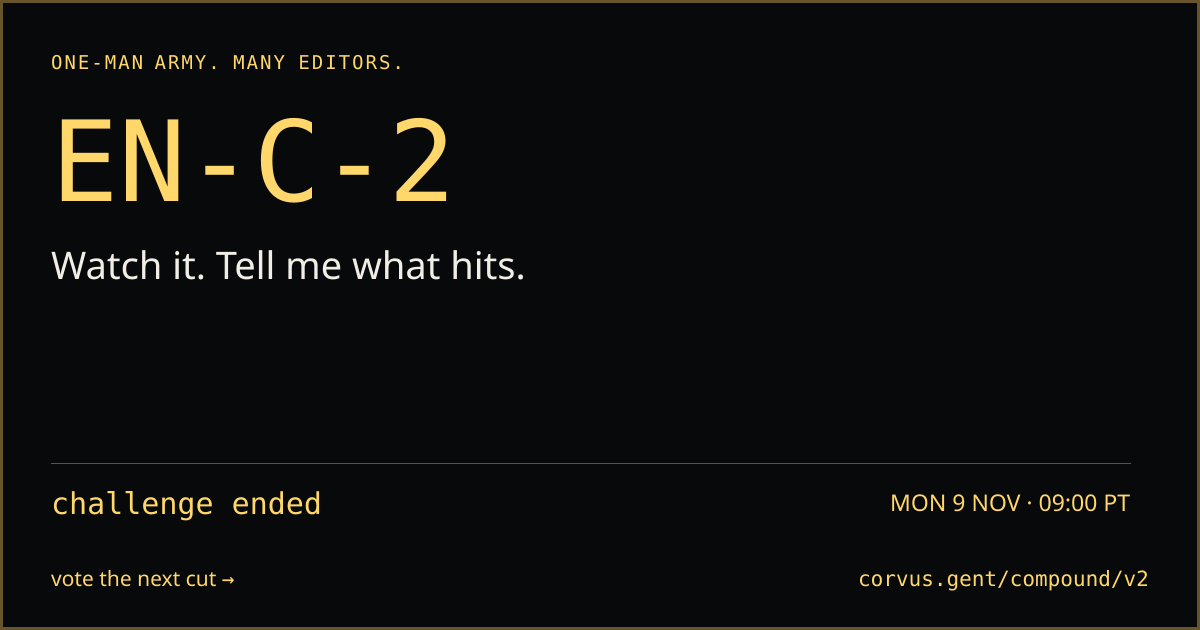 ONE-MAN ARMY. MANY EDITORS.
EN-C-2
Watch it. Tell me what hits.
challenge ended
MON 9 NOV · 09:00 PT
vote the next cut →
corvus.gent/compound/v2